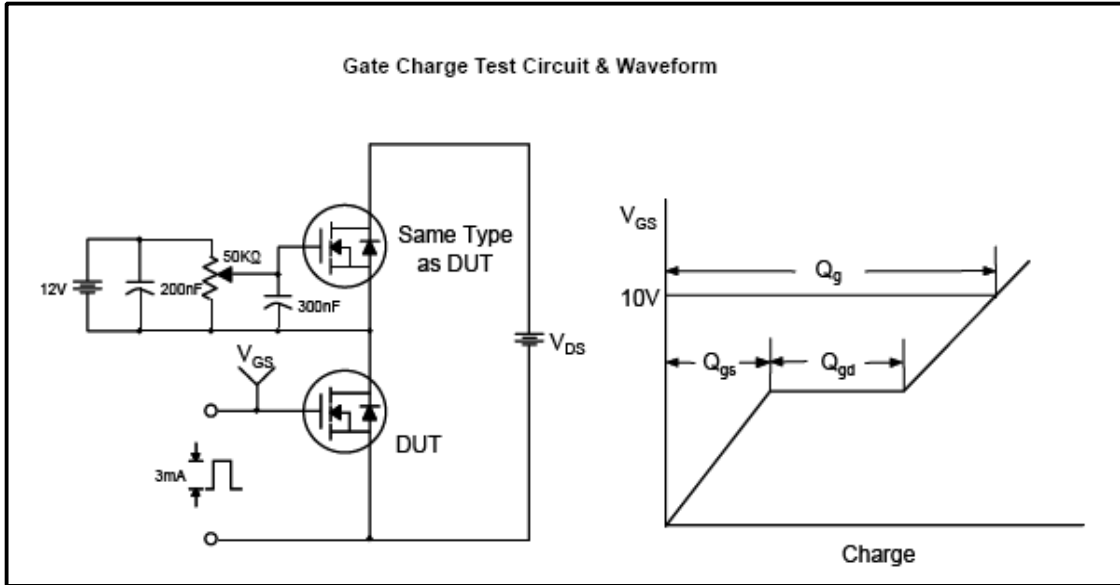 Gate Charge Test Circuit & Waveform
12V
200nF
50KΩ
300nF
Same Type
as DUT
VGS
DUT
3mA
VDS
VGS
10V
Qg
Qgs
Qgd
Charge